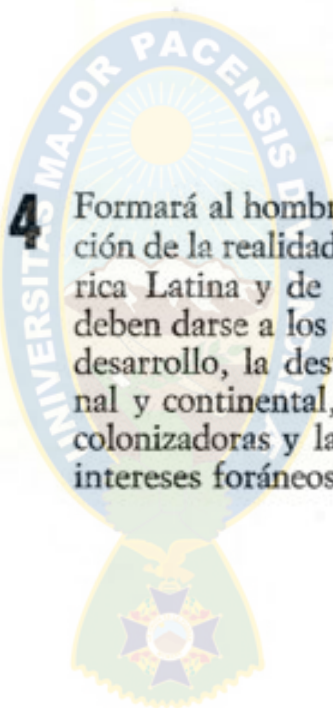 UNIVERSITAS MAJOR PACENSIS D
4 Formará al hombr
ción de la realidad
rica Latina y de
deben darse a los
desarrollo, la des
nal y continental,
colonizadoras y la
intereses foráneos